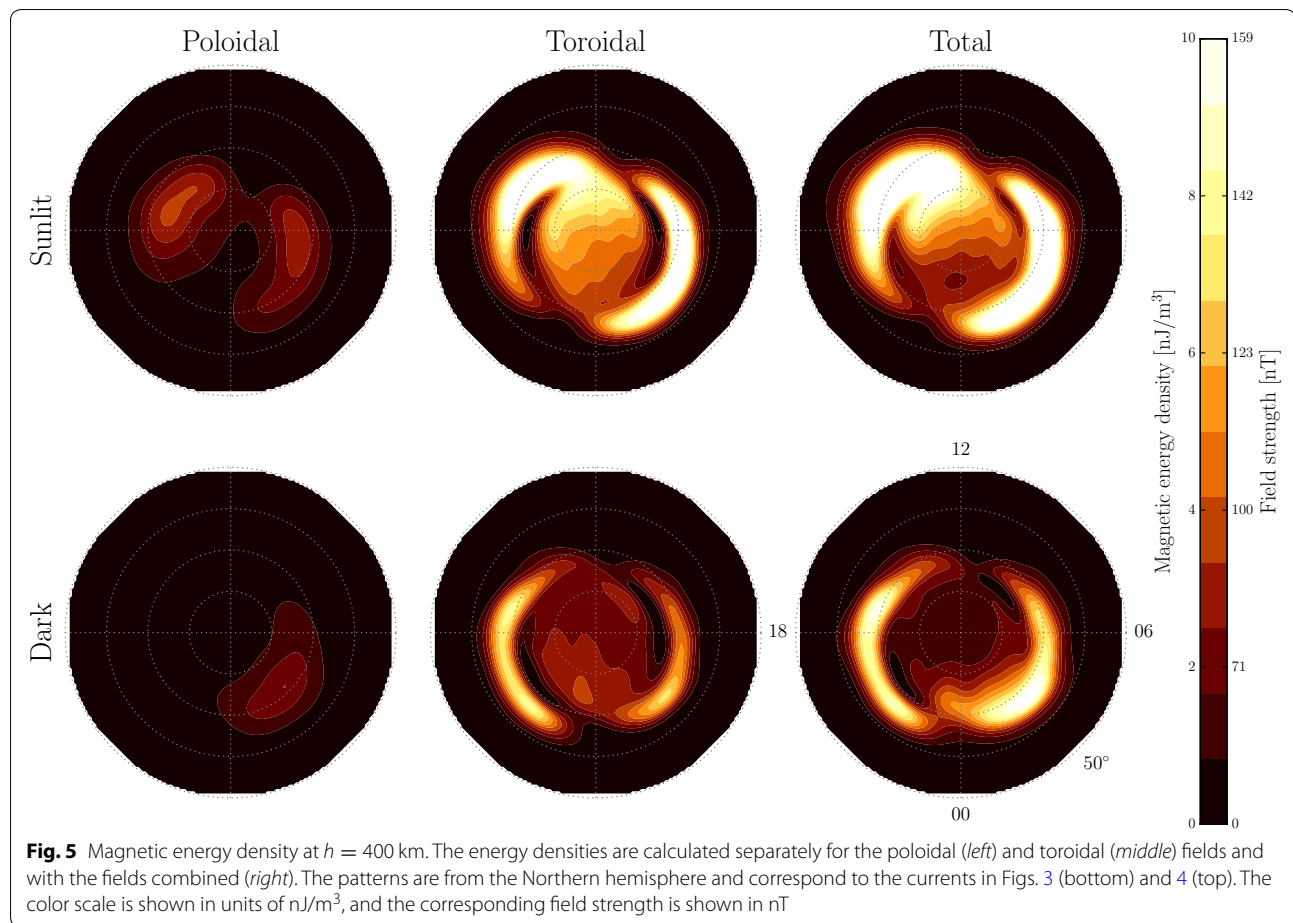 Poloidal
Toroidal
Total
Sunlit
Dark
12
18
06
50°
00
10
8
6
4
2
0
159
142
123
100
71
0
Magnetic energy density [nJ/m³]
Field strength [nT]
Fig. 5 Magnetic energy density at h = 400 km. The energy densities are calculated separately for the poloidal (left) and toroidal (middle) fields and
with the fields combined (right). The patterns are from the Northern hemisphere and correspond to the currents in Figs. 3 (bottom) and 4 (top). The
color scale is shown in units of nJ/m³, and the corresponding field strength is shown in nT